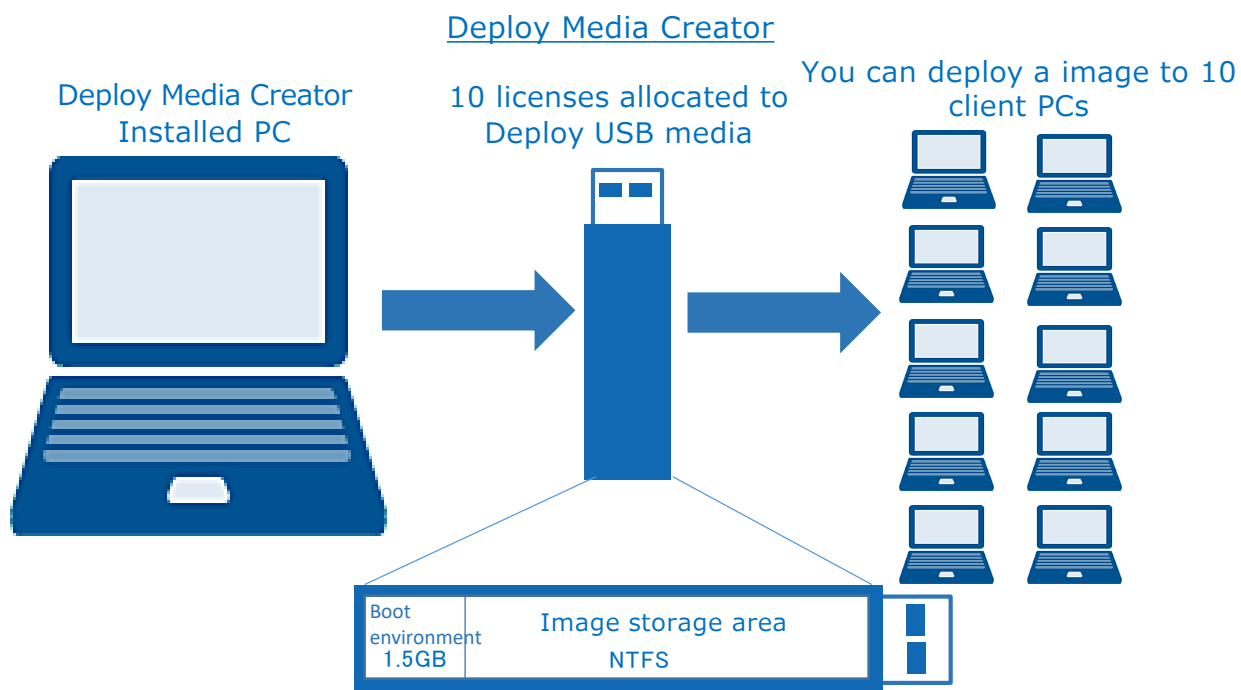 Deploy Media Creator
Deploy Media Creator
Installed PC
10 licenses allocated to
Deploy USB media
You can deploy a image to 10
client PCs
Boot
environment
1.5GB
Image storage area
NTFS